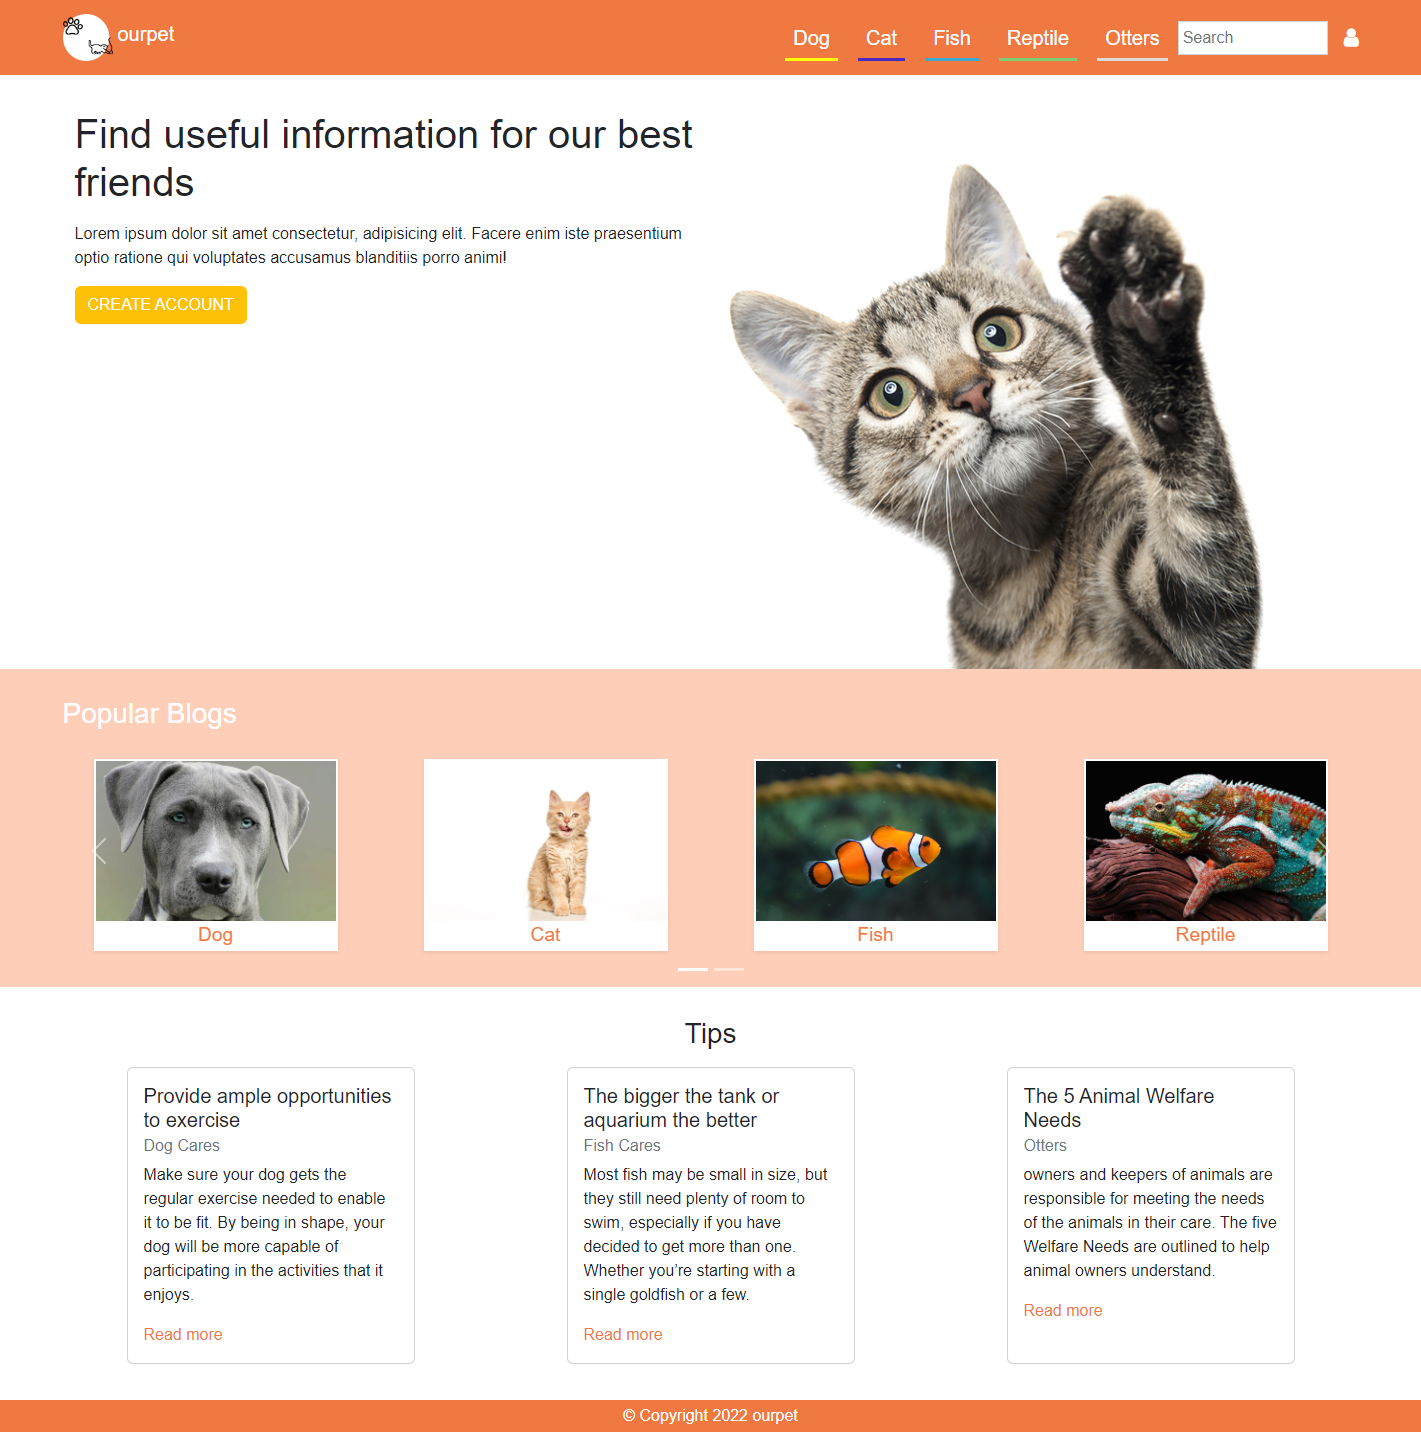 ourpet
Dog Cat Fish Reptile Otters Search
Find useful information for our best
friends
Lorem ipsum dolor sit amet consectetur, adipisicing elit. Facere enim iste praesentium
optio ratione qui voluptates accusamus blanditiis porro animi!
CREATE ACCOUNT
Popular Blogs
Dog
Cat
Fish
Reptile
Tips
Provide ample opportunities
to exercise
Dog Cares
Make sure your dog gets the
regular exercise needed to enable
it to be fit. By being in shape, your
dog will be more capable of
participating in the activities that it
enjoys.
Read more
The bigger the tank or
aquarium the better
Fish Cares
Most fish may be small in size, but
they still need plenty of room to
swim, especially if you have
decided to get more than one.
Whether you’re starting with a
single goldfish or a few.
Read more
The 5 Animal Welfare
Needs
Otters
owners and keepers of animals are
responsible for meeting the needs
of the animals in their care. The five
Welfare Needs are outlined to help
animal owners understand.
Read more
© Copyright 2022 ourpet